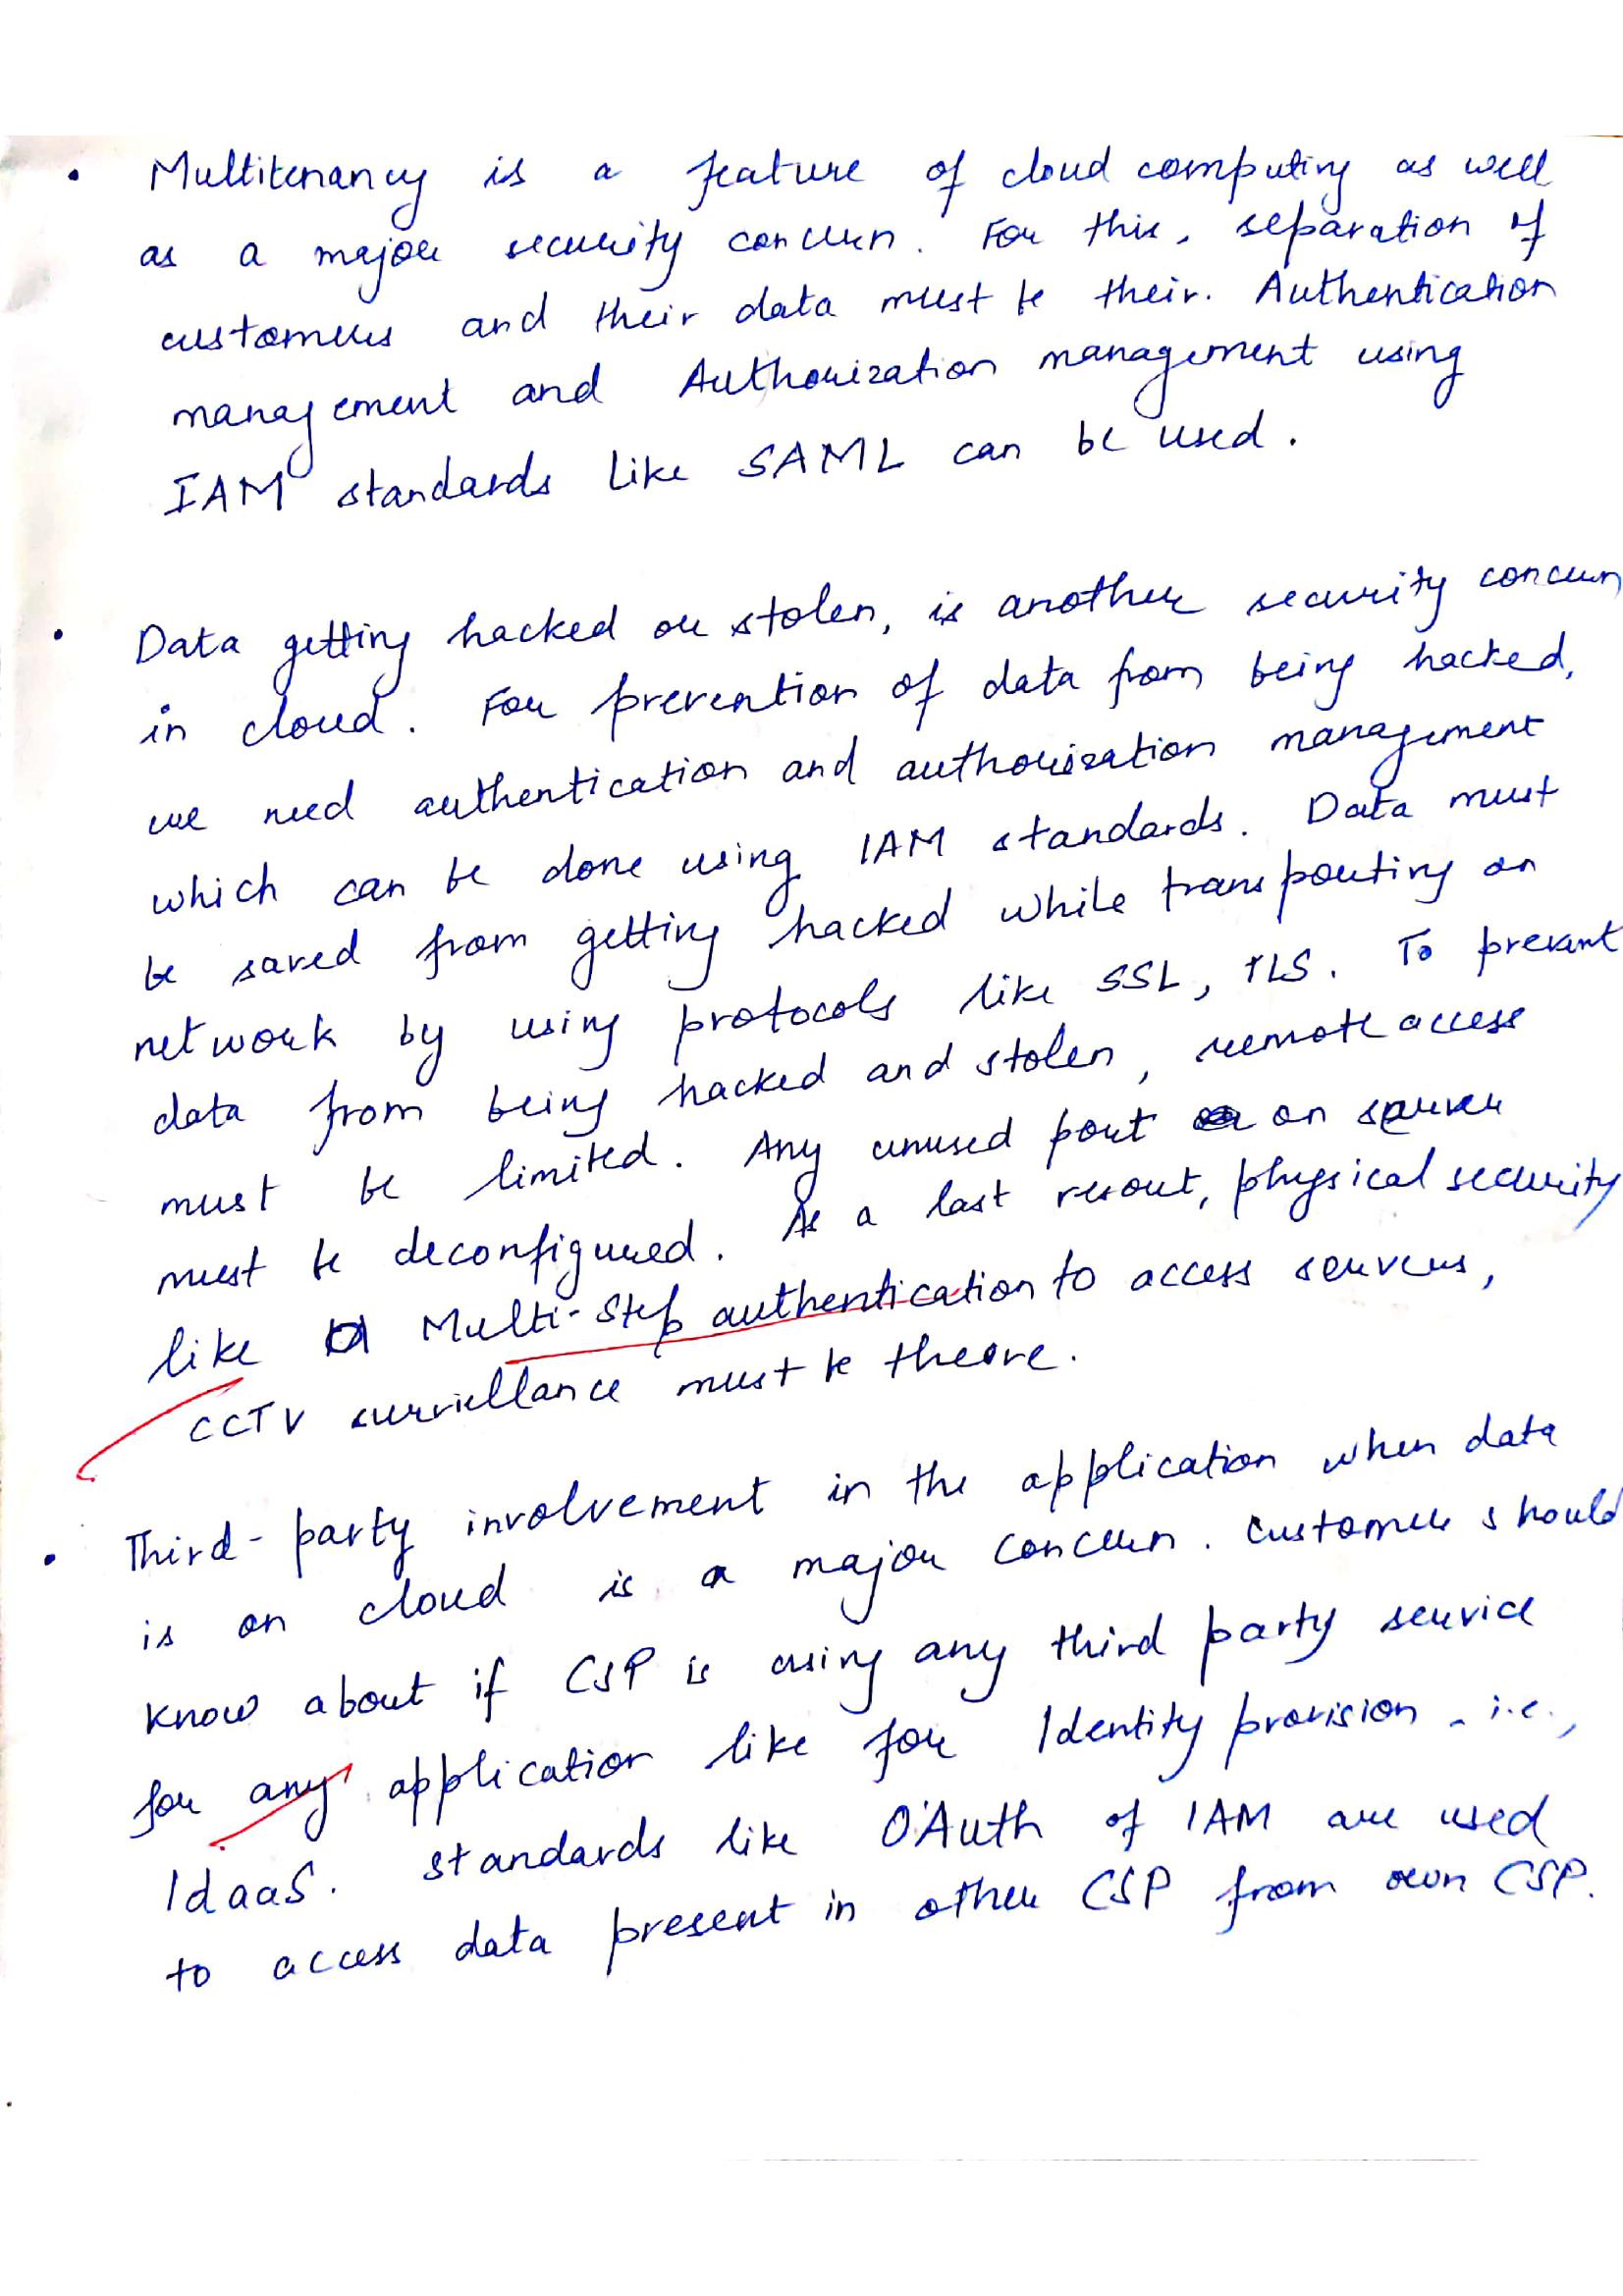 • Multitenancy is a feature of cloud computing as well
as a major security concern. For this, separation of
customers and their data must be their. Authentication
management and Authorization management using
IAM standards like SAML can be used.
• Data getting hacked or stolen, is another security concern
in cloud. For prevention of data from being hacked,
we need authentication and authorization management
which can be done using IAM standards. Data must
be saved from getting hacked while transporting on
network by using protocols like SSL, TLS. To prevant
data from being hacked and stolen, remote access
must be limited. Any unused port on server
must be deconfigured. As a last resort, physical security
like Multi-Step authentication to access servers,
CCTV survillance must be theore.
• Third-party involvement in the application when data
is on cloud is a major concern. Customer should
know about if CSP is using any third party service
for any application like for Identity provision - i.e.,
IdaaS. Standards like O'Auth of IAM are used
to access data present in other CSP from own CSP.